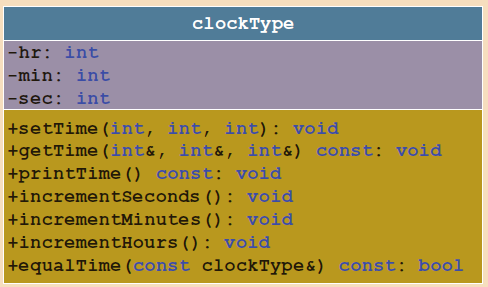 clockType
-hr: int
-min: int
-sec: int
+setTime(int, int, int): void
+getTime(int&, int&, int&) const: void
+printTime() const: void
+incrementSeconds(): void
+incrementMinutes(): void
+incrementHours(): void
+equalTime(const clockType&) const: bool